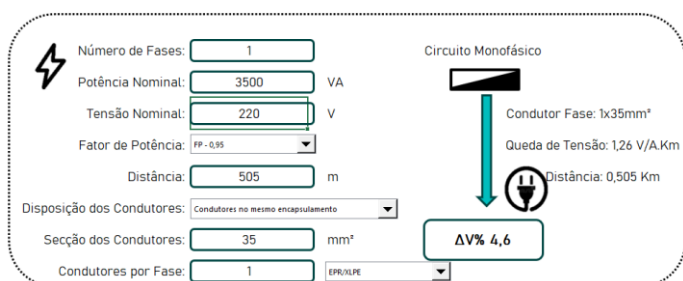 Número de Fases: 1
Potência Nominal: 3500 VA
Tensão Nominal: 220 V
Fator de Potência: FP - 0,95
Distância: 505 m
Disposição dos Condutores: Condutores no mesmo encapsulamento
Secção dos Condutores: 35 mm²
Condutores por Fase: 1 EPR/XLPE
Circuito Monofásico
Condutor Fase: 1x35mm²
Queda de Tensão: 1,26 V/A.Km
Distância: 0,505 Km
ΔV% 4,6